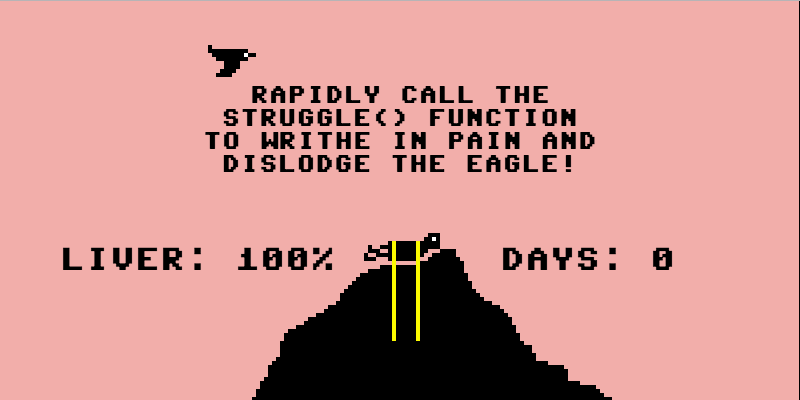 RAPIDLY CALL THE
STRUGGLE() FUNCTION
TO WRITHE IN PAIN AND
DISLODGE THE EAGLE!
LIVER: 100% DAYS: 0